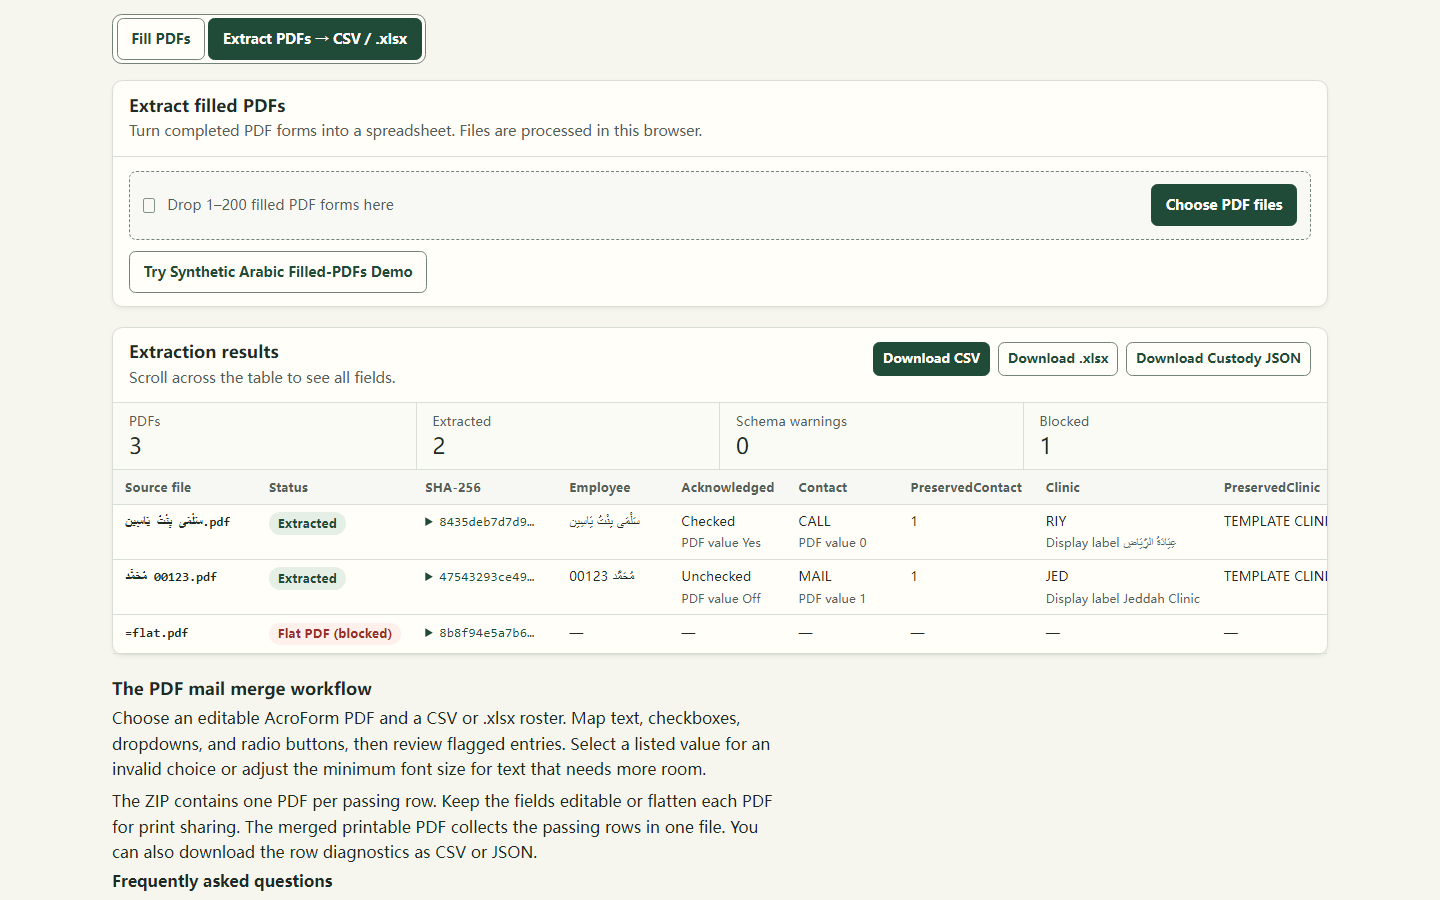 Fill PDFs
Extract PDFs → CSV / .xlsx
Extract filled PDFs
Turn completed PDF forms into a spreadsheet. Files are processed in this browser.
Drop 1–200 filled PDF forms here
Choose PDF files
Try Synthetic Arabic Filled-PDFs Demo
Extraction results
Scroll across the table to see all fields.
Download CSV
Download .xlsx
Download Custody JSON
PDFs
3
Extracted
2
Schema warnings
0
Blocked
1
Source file Status SHA-256 Employee Acknowledged Contact PreservedContact Clinic PreservedClinic
سَلْمَى بِنْتُ يَاسِين.pdf Extracted ▶ 8435deb7d7d9… سَلْمَى بِنْتُ يَاسِين Checked CALL 1 RIY TEMPLATE CLINI
PDF value Yes PDF value 0 Display label عِيَادَةُ الرِّيَاض
مُحَمَّد 00123.pdf Extracted ▶ 47543293ce49… مُحَمَّد 00123 Unchecked MAIL 1 JED TEMPLATE CLINI
PDF value Off PDF value 1 Display label Jeddah Clinic
=flat.pdf Flat PDF (blocked) ▶ 8b8f94e5a7b6… — — — — — —
The PDF mail merge workflow
Choose an editable AcroForm PDF and a CSV or .xlsx roster. Map text, checkboxes,
dropdowns, and radio buttons, then review flagged entries. Select a listed value for an
invalid choice or adjust the minimum font size for text that needs more room.
The ZIP contains one PDF per passing row. Keep the fields editable or flatten each PDF
for print sharing. The merged printable PDF collects the passing rows in one file. You
can also download the row diagnostics as CSV or JSON.
Frequently asked questions